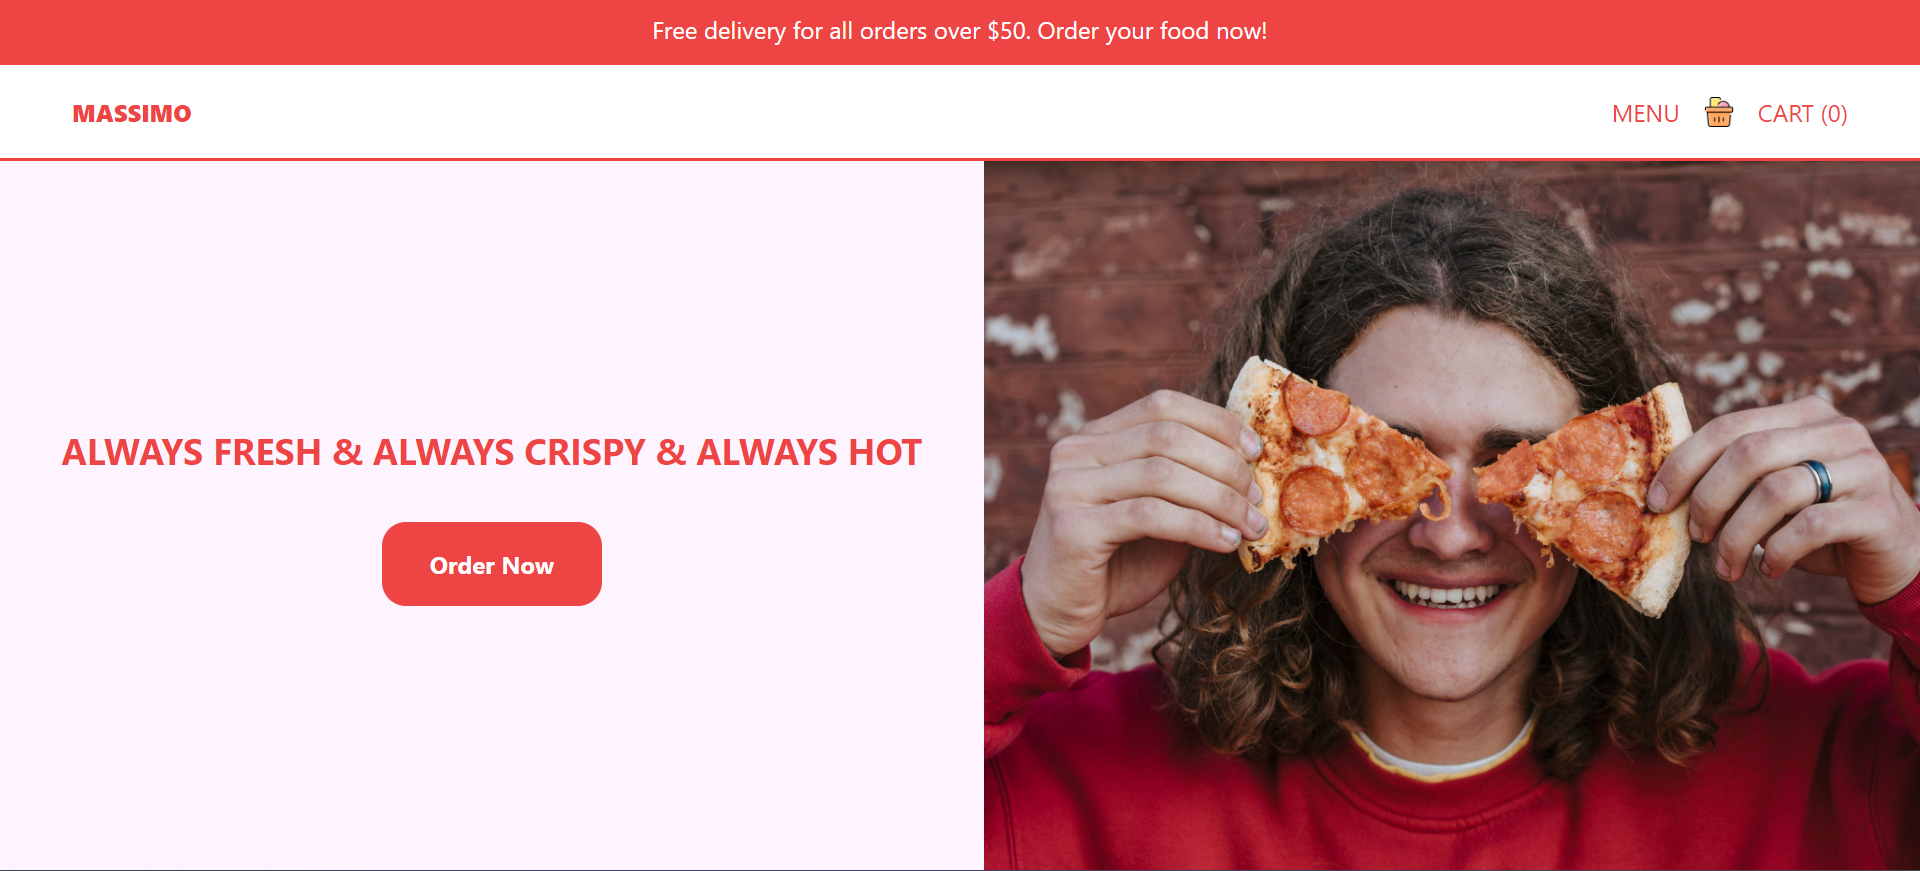 Free delivery for all orders over $50. Order your food now!
MASSIMO
MENU CART (0)
ALWAYS FRESH & ALWAYS CRISPY & ALWAYS HOT
Order Now